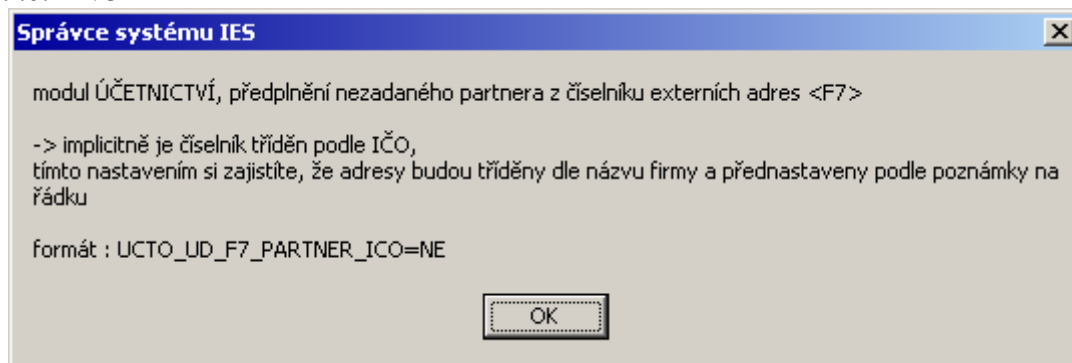 Správce systému IES
modul ÚČETNICTVÍ, předplnění nezadaného partnera z číselníku externích adres <F7>
-> implicitně je číselník tříděn podle IČO,
tímto nastavením si zajistíte, že adresy budou tříděny dle názvu firmy a přednastaveny podle poznámky na
řádku
formát : UCTO_UD_F7_PARTNER_ICO=NE
OK